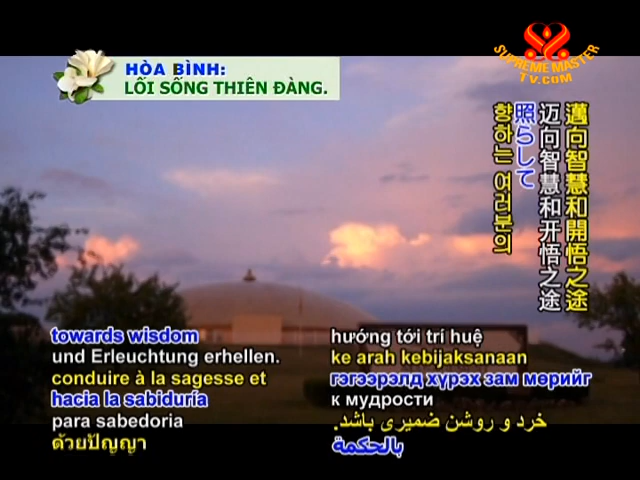 HÒA BÌNH:
LỐI SỐNG THIÊN ĐÀNG.
SUPREME MASTER
TV.COM
邁向智慧和開悟之途
迈向智慧和开悟之途
照らして
향하는 여러분의
towards wisdom
und Erleuchtung erhellen.
conduire à la sagesse et
hacia la sabiduría
para sabedoria
ด้วยปัญญา
hướng tới trí huệ
ke arah kebijaksanaan
гэгээрэлд хүрэх зам мөрийг
к мудрости
خرد و روشن ضمیری باشد.
بالحكمة